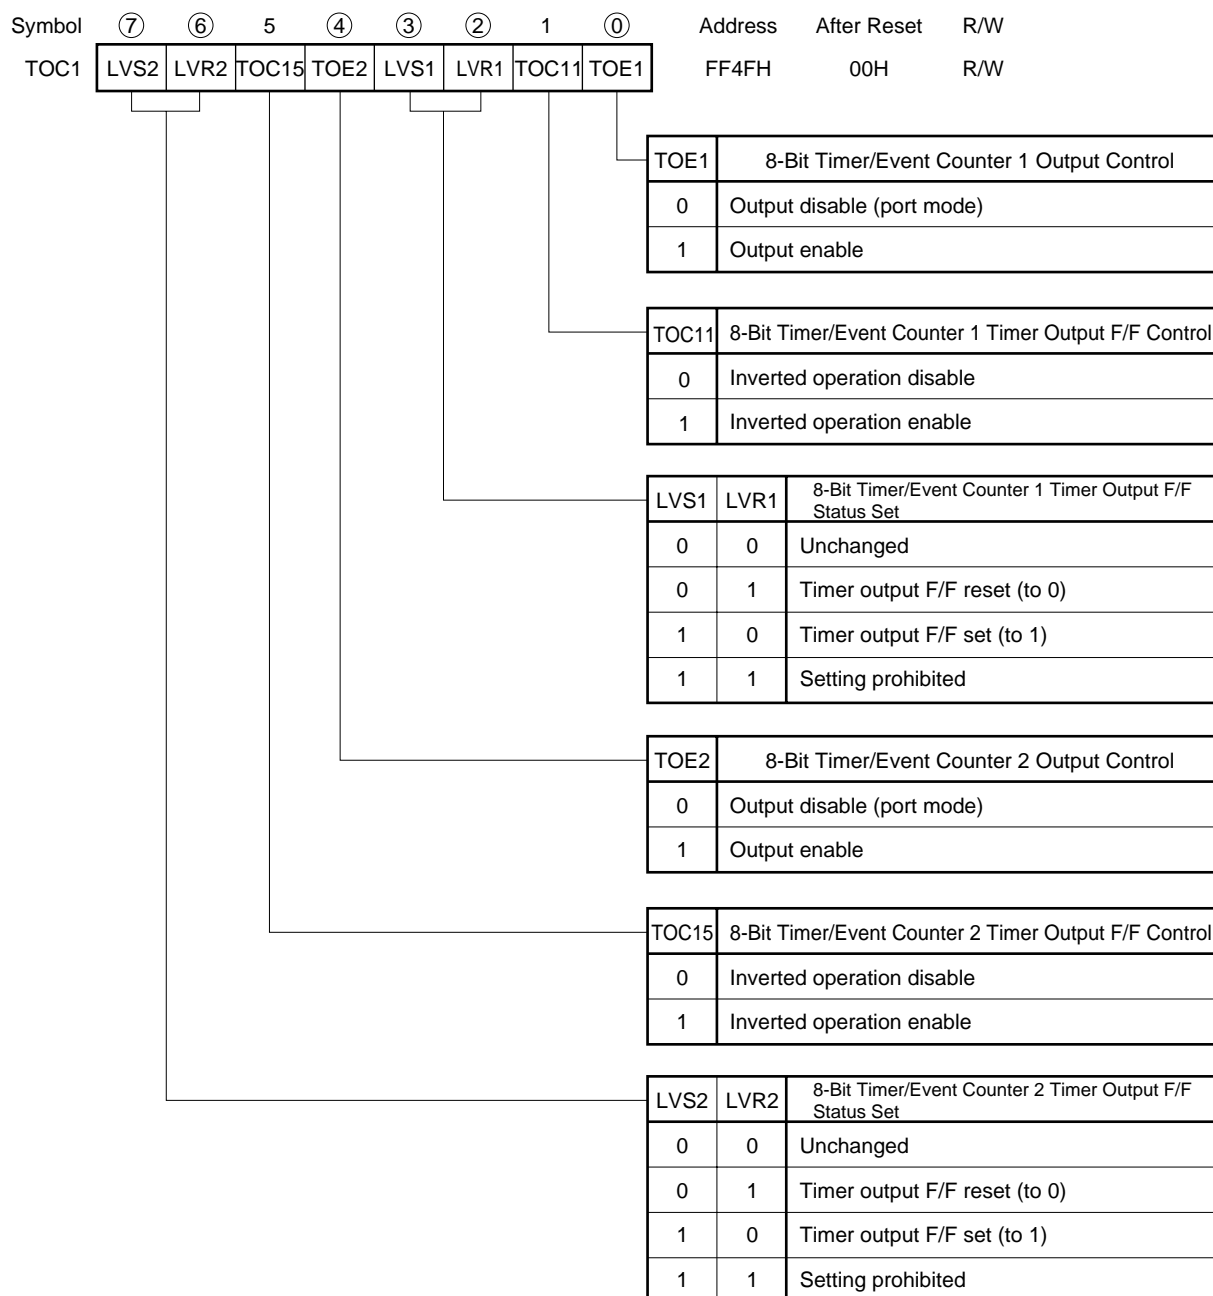 Symbol ⑦ ⑥ 5 ④ ③ ② 1 ⓪ Address After Reset R/W
TOC1 LVS2 LVR2 TOC15 TOE2 LVS1 LVR1 TOC11 TOE1 FF4FH 00H R/W
TOE1 8-Bit Timer/Event Counter 1 Output Control
0 Output disable (port mode)
1 Output enable
TOC11 8-Bit Timer/Event Counter 1 Timer Output F/F Control
0 Inverted operation disable
1 Inverted operation enable
LVS1 LVR1 8-Bit Timer/Event Counter 1 Timer Output F/F
Status Set
0 0 Unchanged
0 1 Timer output F/F reset (to 0)
1 0 Timer output F/F set (to 1)
1 1 Setting prohibited
TOE2 8-Bit Timer/Event Counter 2 Output Control
0 Output disable (port mode)
1 Output enable
TOC15 8-Bit Timer/Event Counter 2 Timer Output F/F Control
0 Inverted operation disable
1 Inverted operation enable
LVS2 LVR2 8-Bit Timer/Event Counter 2 Timer Output F/F
Status Set
0 0 Unchanged
0 1 Timer output F/F reset (to 0)
1 0 Timer output F/F set (to 1)
1 1 Setting prohibited